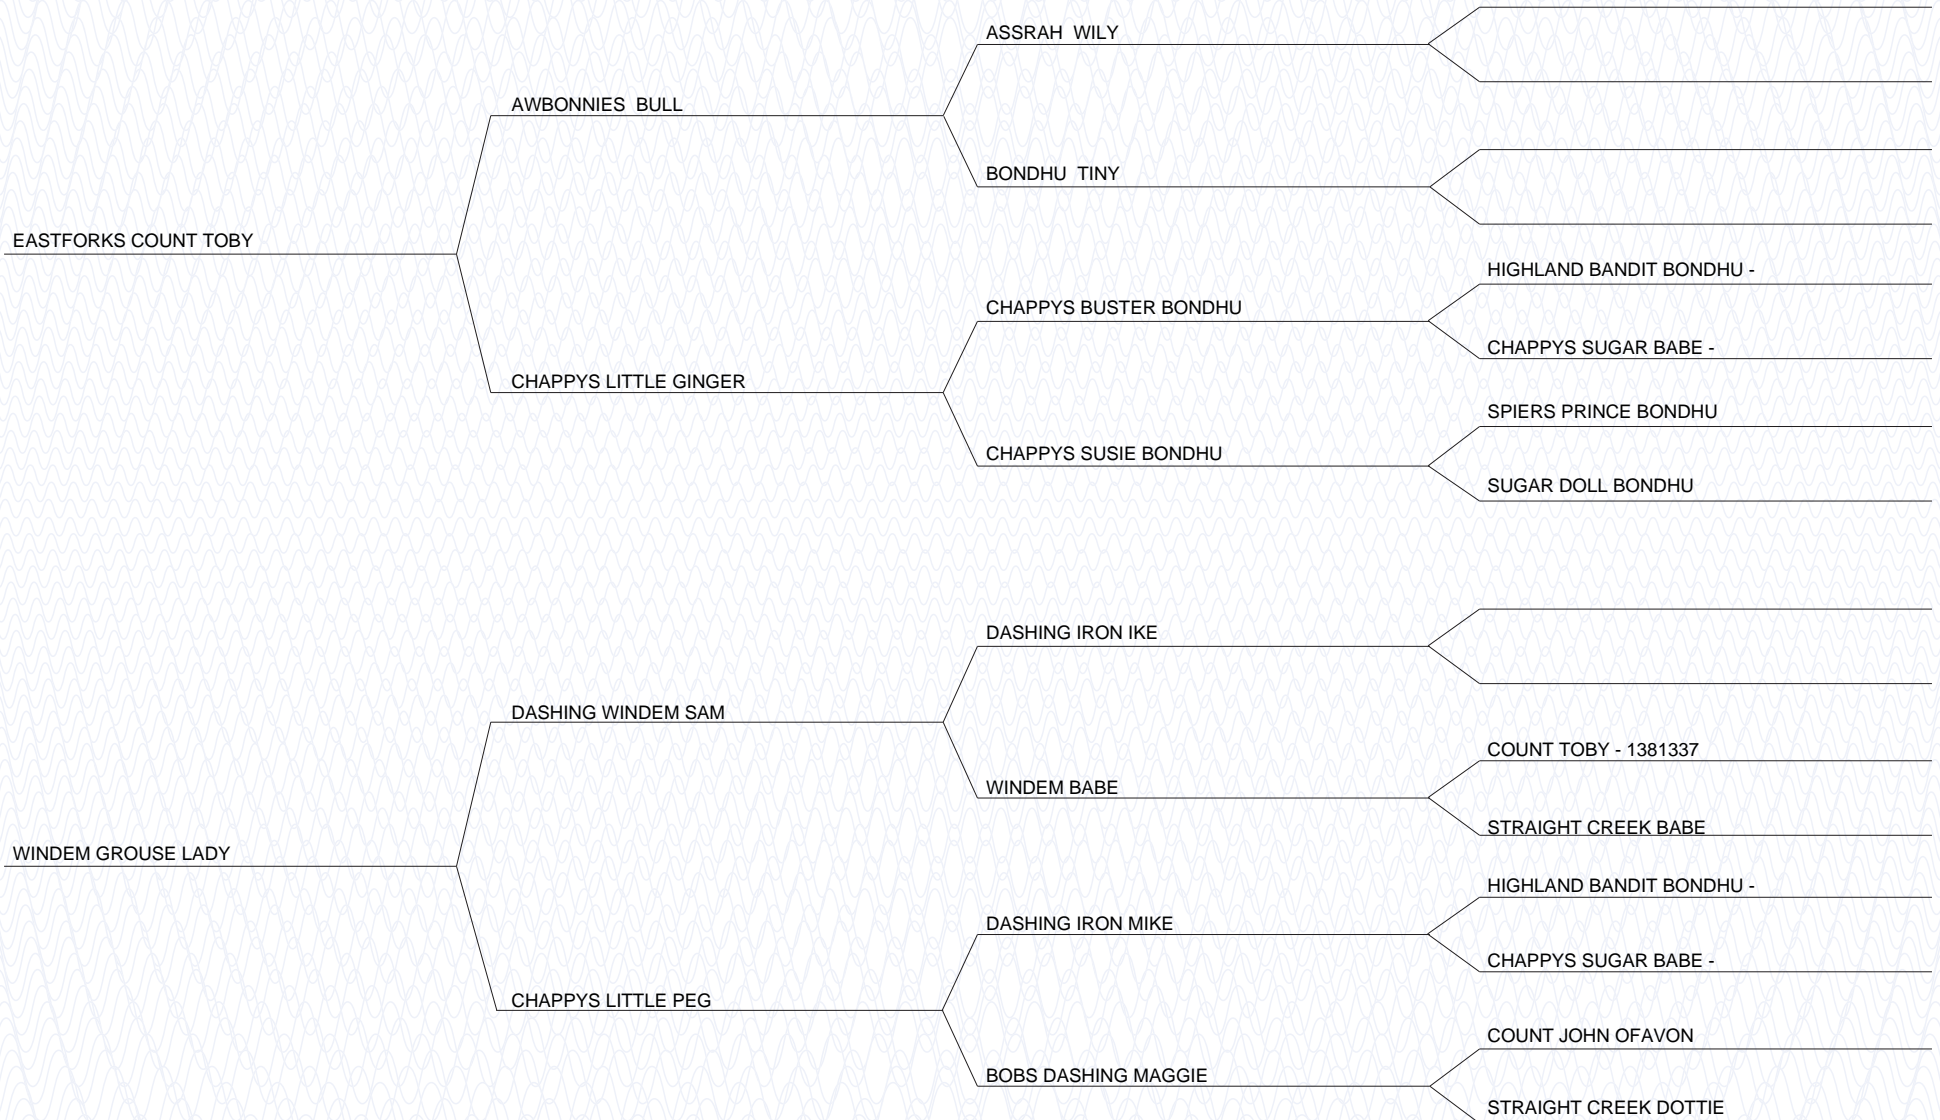 ASSRAH  WILY
AWBONNIES  BULL
BONDHU  TINY
EASTFORKS COUNT TOBY
HIGHLAND BANDIT BONDHU -
CHAPPYS BUSTER BONDHU
CHAPPYS SUGAR BABE -
CHAPPYS LITTLE GINGER
SPIERS PRINCE BONDHU
CHAPPYS SUSIE BONDHU
SUGAR DOLL BONDHU
DASHING IRON IKE
DASHING WINDEM SAM
COUNT TOBY - 1381337
WINDEM BABE
STRAIGHT CREEK BABE
WINDEM GROUSE LADY
HIGHLAND BANDIT BONDHU -
DASHING IRON MIKE
CHAPPYS SUGAR BABE -
CHAPPYS LITTLE PEG
COUNT JOHN OFAVON
BOBS DASHING MAGGIE
STRAIGHT CREEK DOTTIE